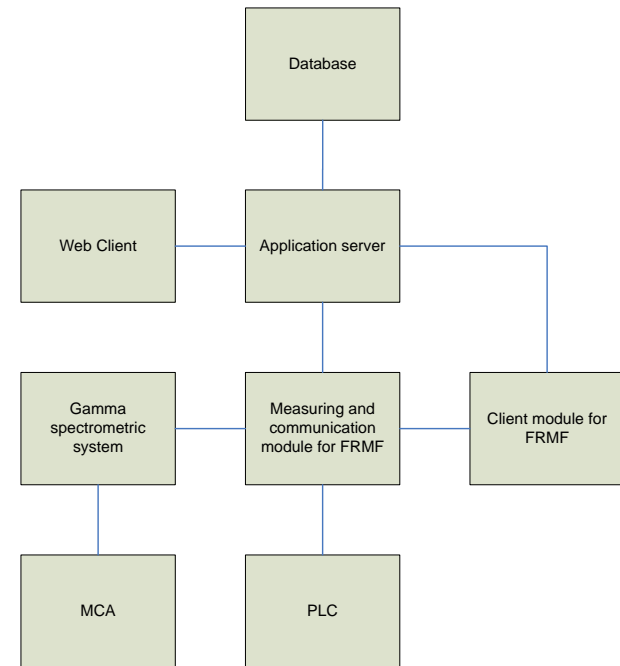 Database
Web Client
Application server
Gamma
spectrometric
system
Measuring and
communication
module for FRMF
Client module for
FRMF
MCA
PLC